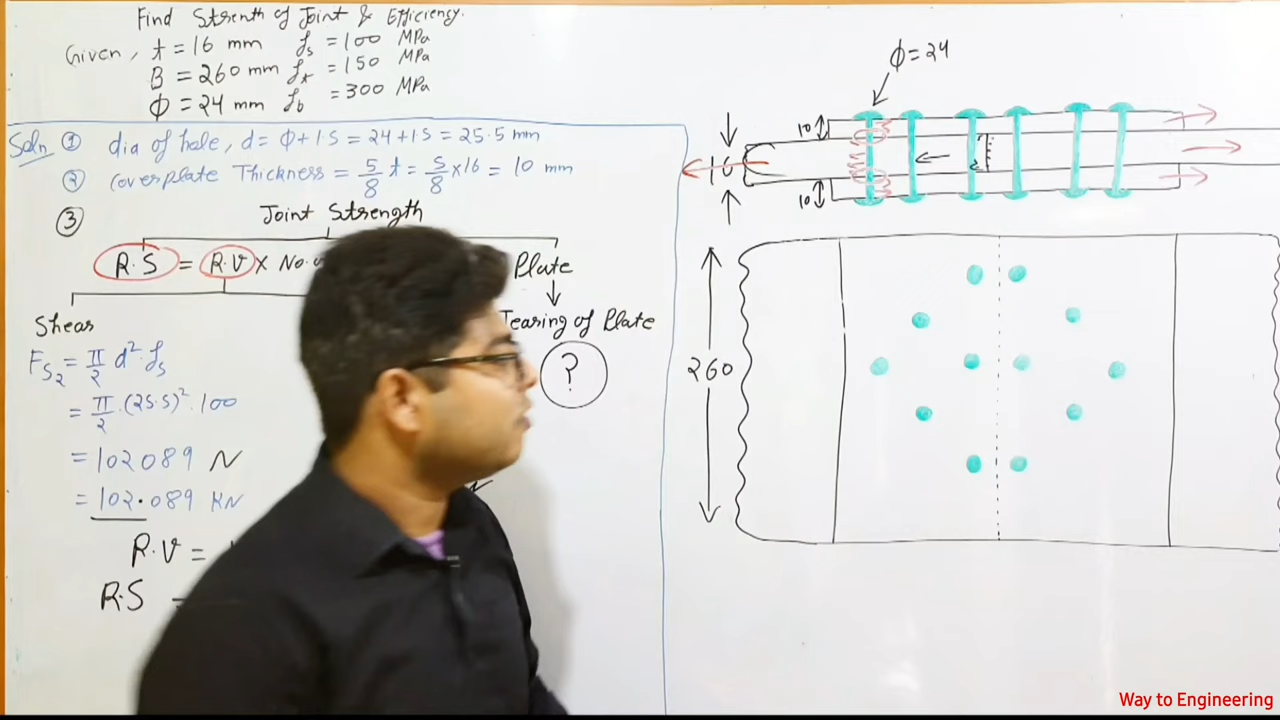 Find Strenth of Joint & Efficiency.
Given, t = 16 mm fs = 100 MPa
B = 260 mm ft = 150 MPa
Φ = 24 mm fb = 300 MPa
Soln ① dia of hole, d = Φ + 1.5 = 24 + 1.5 = 25.5 mm
② Coverplate Thickness = 5/8 t = 5/8 × 16 = 10 mm
③ Joint Strength
R.S = R.V × No.
Plate
Shear
Tearing of Plate
?
FS2 = π/2 d² fs
= π/2 . (25.5)² . 100
= 102089 N
= 102.089 KN
R.V =
R.S
Φ = 24
10
16
10
260
Way to Engineering